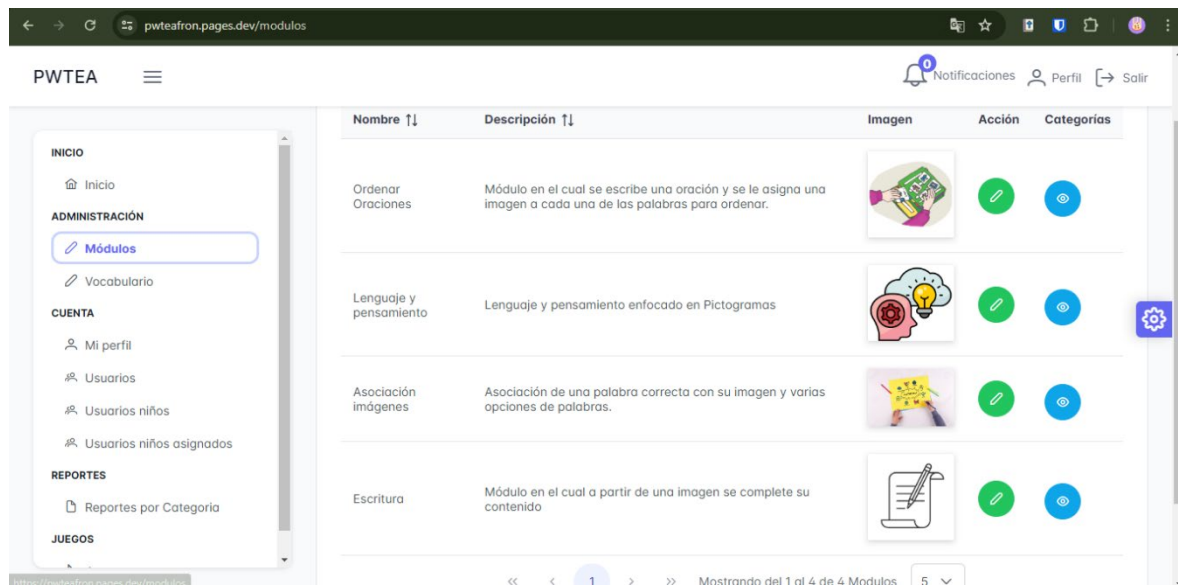 pwteafron.pages.dev/modulos
PWTEA
0
Notificaciones
Perfil
Salir
INICIO
Inicio
ADMINISTRACIÓN
Módulos
Vocabulario
CUENTA
Mi perfil
Usuarios
Usuarios niños
Usuarios niños asignados
REPORTES
Reportes por Categoria
JUEGOS
Nombre
Descripción
Imagen
Acción
Categorías
Ordenar
Oraciones
Módulo en el cual se escribe una oración y se le asigna una
imagen a cada una de las palabras para ordenar.
Lenguaje y
pensamiento
Lenguaje y pensamiento enfocado en Pictogramas
Asociación
imágenes
Asociación de una palabra correcta con su imagen y varias
opciones de palabras.
Escritura
Módulo en el cual a partir de una imagen se complete su
contenido
<< < 1 > >>
Mostrando del 1 al 4 de 4 Modulos
5
https://pwteafron.pages.dev/modulos